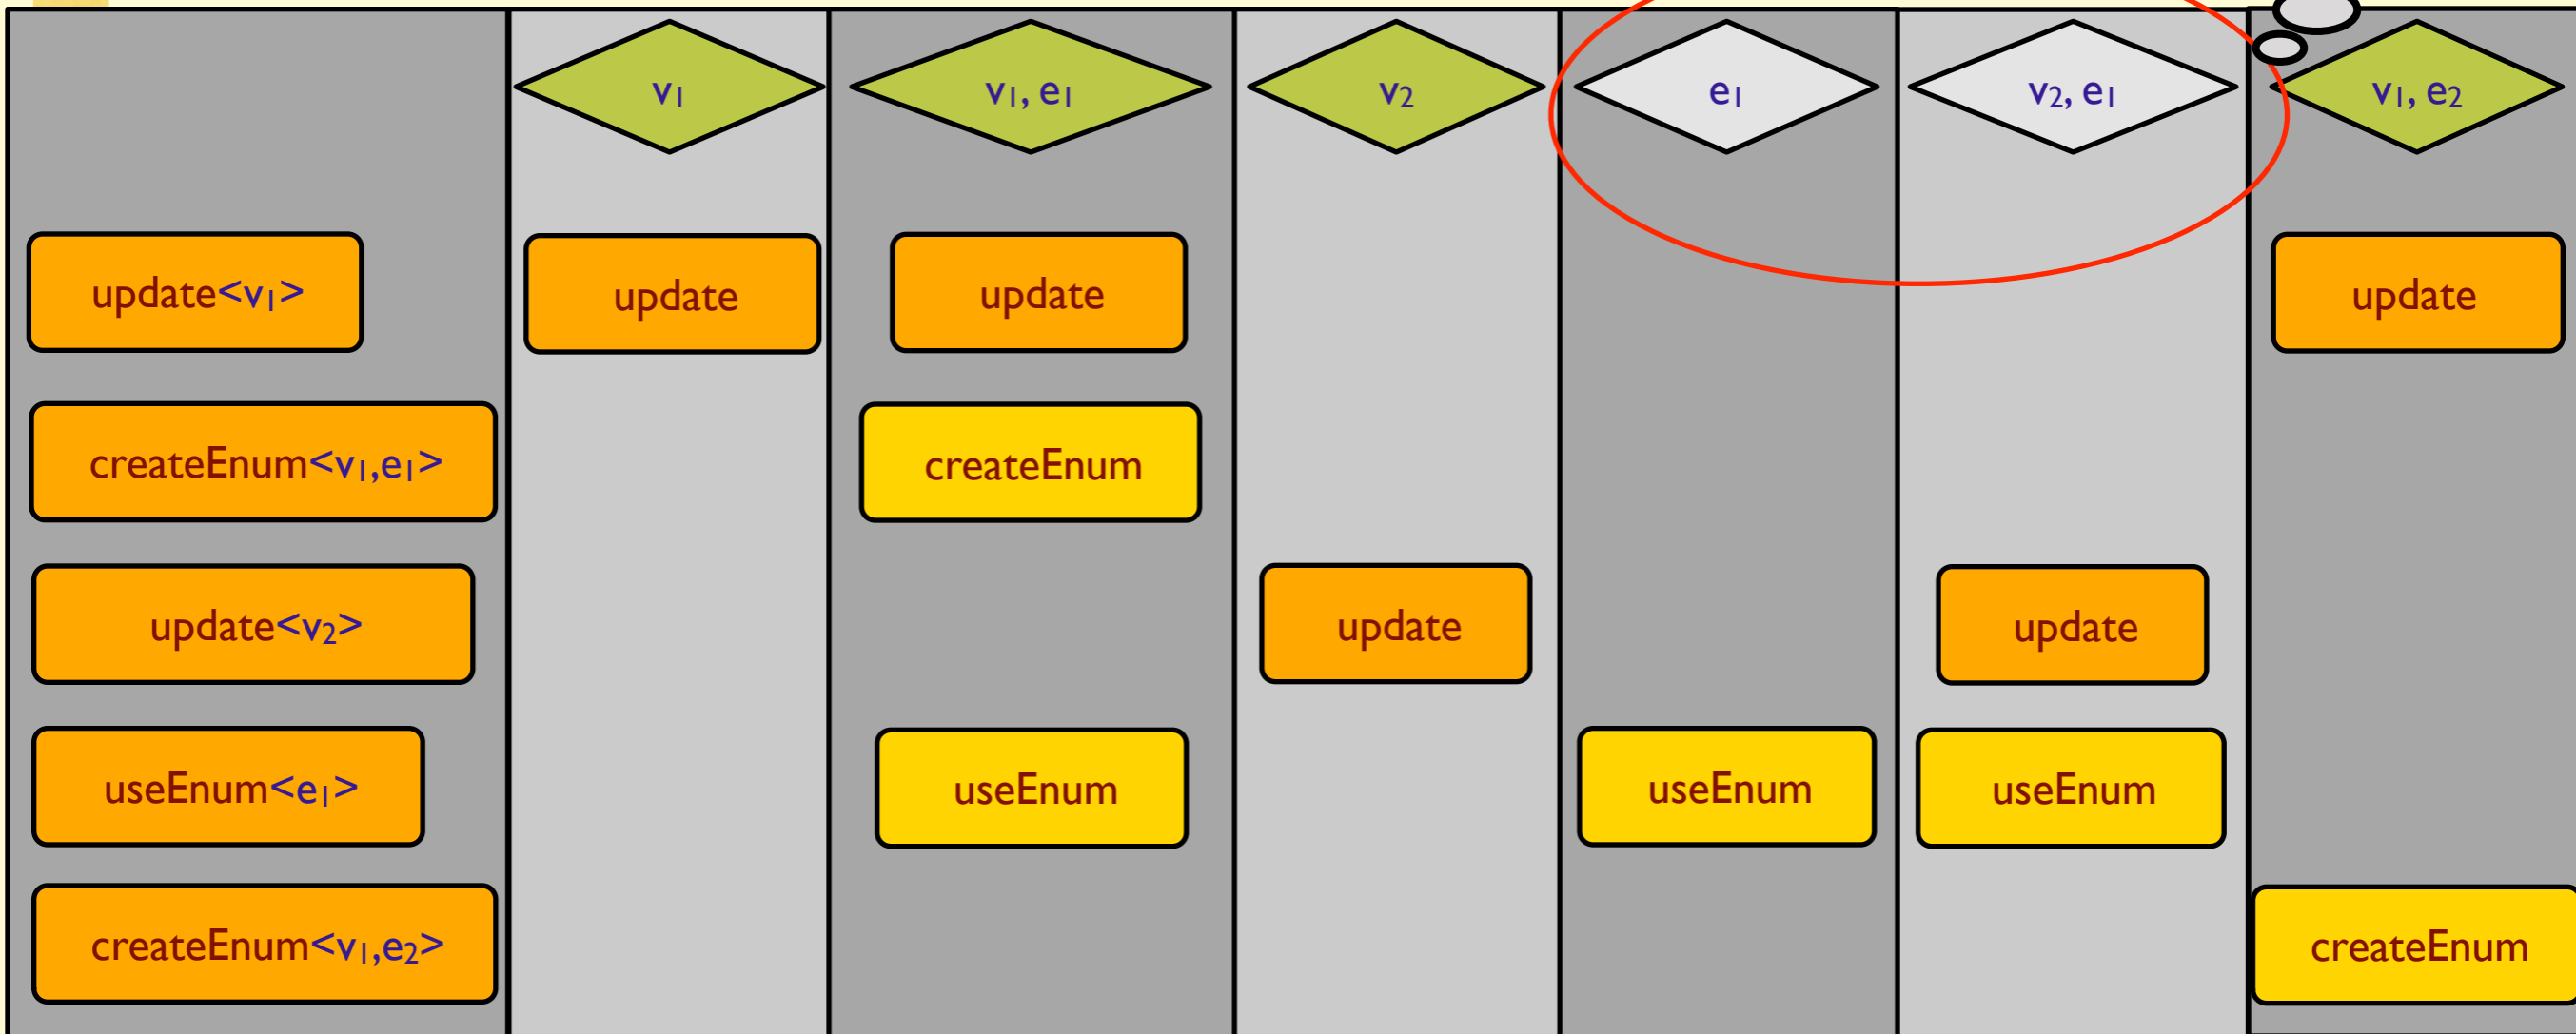 v₁ v₁, e₁ v₂ e₁ v₂, e₁ v₁, e₂
update<v₁> update update update
createEnum<v₁,e₁> createEnum
update<v₂> update update
useEnum<e₁> useEnum useEnum useEnum
createEnum<v₁,e₂> createEnum